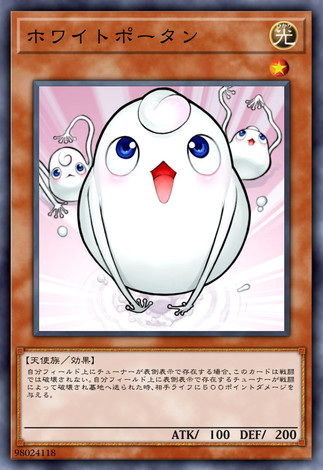 ホワイトポータン
光
【天使族／効果】
自分フィールド上にチューナーが表側表示で存在する場合、このカードは戦闘
では破壊されない。自分フィールド上に表側表示で存在するチューナーが戦闘
によって破壊され墓地へ送られた時、相手ライフに５００ポイントダメージを
与える。
ATK/ 100 DEF/ 200
98024118